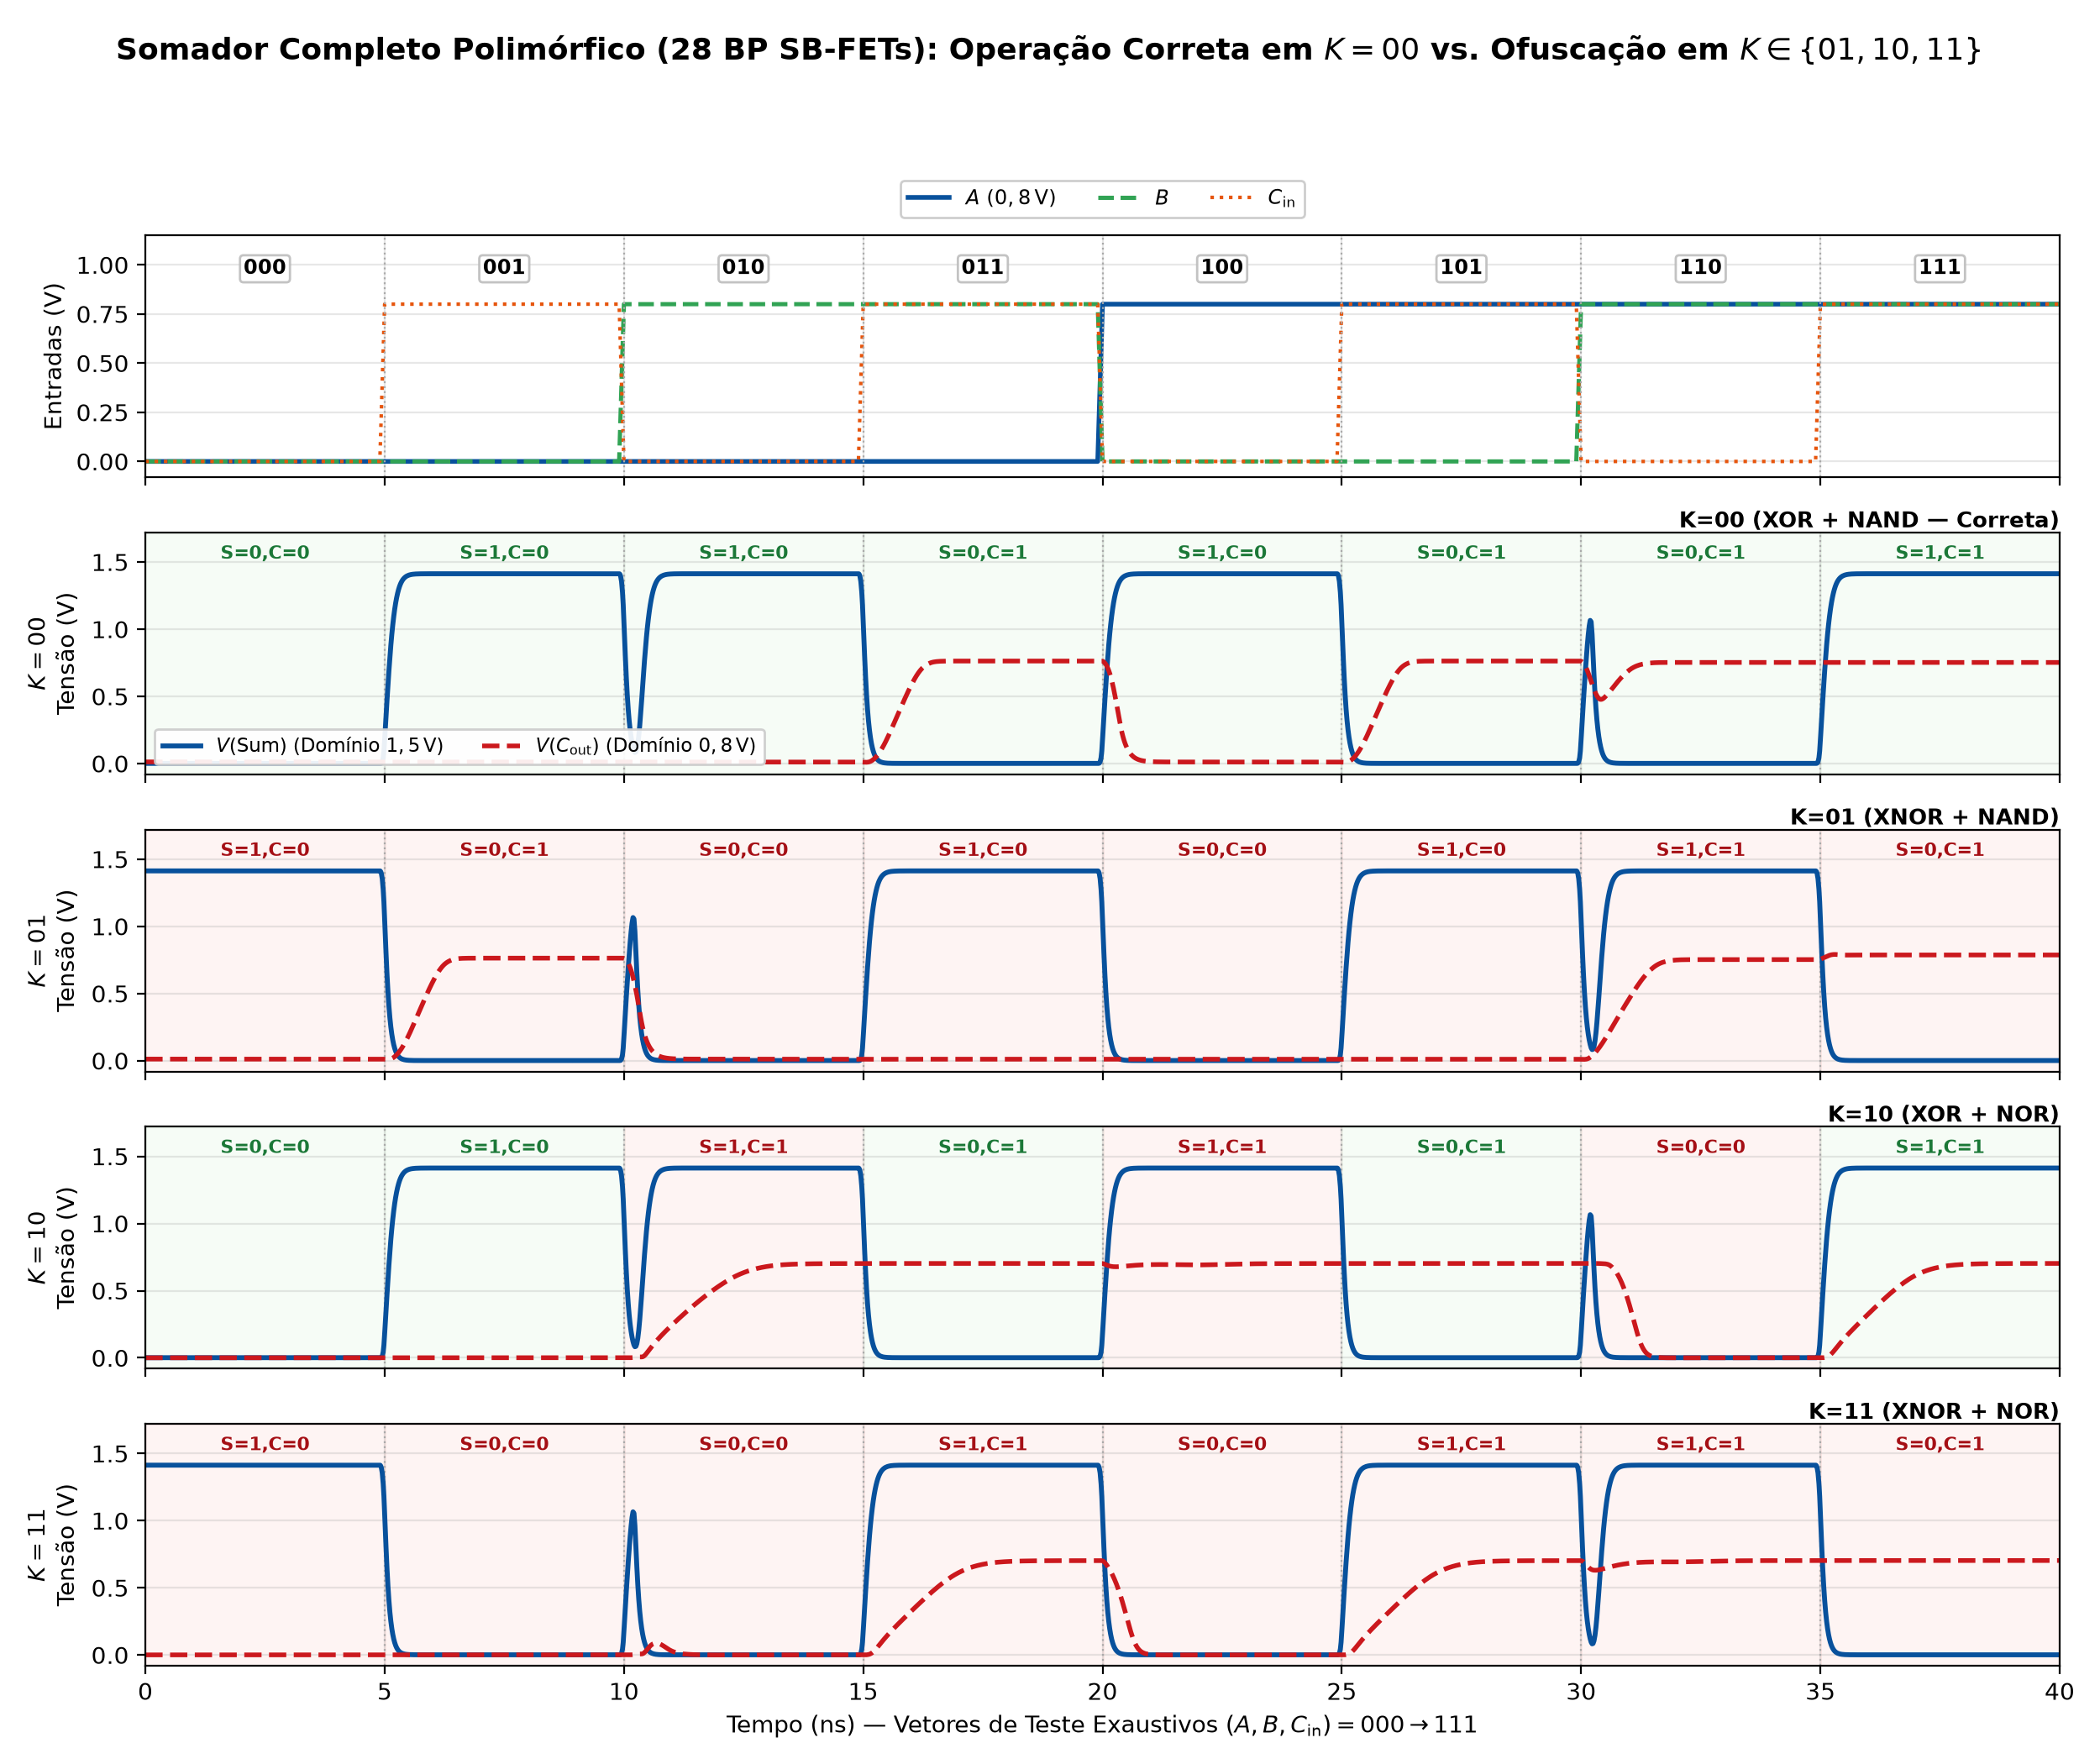 Somador Completo Polimórfico (28 BP SB-FETs): Operação Correta em K = 00 vs. Ofuscação em K ∈ {01, 10, 11}
A (0, 8 V) B C_in
Entradas (V)
1.00
0.75
0.50
0.25
0.00
000 001 010 011 100 101 110 111
K=00 (XOR + NAND — Correta)
K = 00
Tensão (V)
1.5
1.0
0.5
0.0
S=0,C=0 S=1,C=0 S=1,C=0 S=0,C=1 S=1,C=0 S=0,C=1 S=0,C=1 S=1,C=1
V(Sum) (Domínio 1, 5 V) V(C_out) (Domínio 0, 8 V)
K=01 (XNOR + NAND)
K = 01
Tensão (V)
1.5
1.0
0.5
0.0
S=1,C=0 S=0,C=1 S=0,C=0 S=1,C=0 S=0,C=0 S=1,C=0 S=1,C=1 S=0,C=1
K=10 (XOR + NOR)
K = 10
Tensão (V)
1.5
1.0
0.5
0.0
S=0,C=0 S=1,C=0 S=1,C=1 S=0,C=1 S=1,C=1 S=0,C=1 S=0,C=0 S=1,C=1
K=11 (XNOR + NOR)
K = 11
Tensão (V)
1.5
1.0
0.5
0.0
S=1,C=0 S=0,C=0 S=0,C=0 S=1,C=1 S=0,C=0 S=1,C=1 S=1,C=1 S=0,C=1
0 5 10 15 20 25 30 35 40
Tempo (ns) — Vetores de Teste Exaustivos (A, B, C_in) = 000 → 111